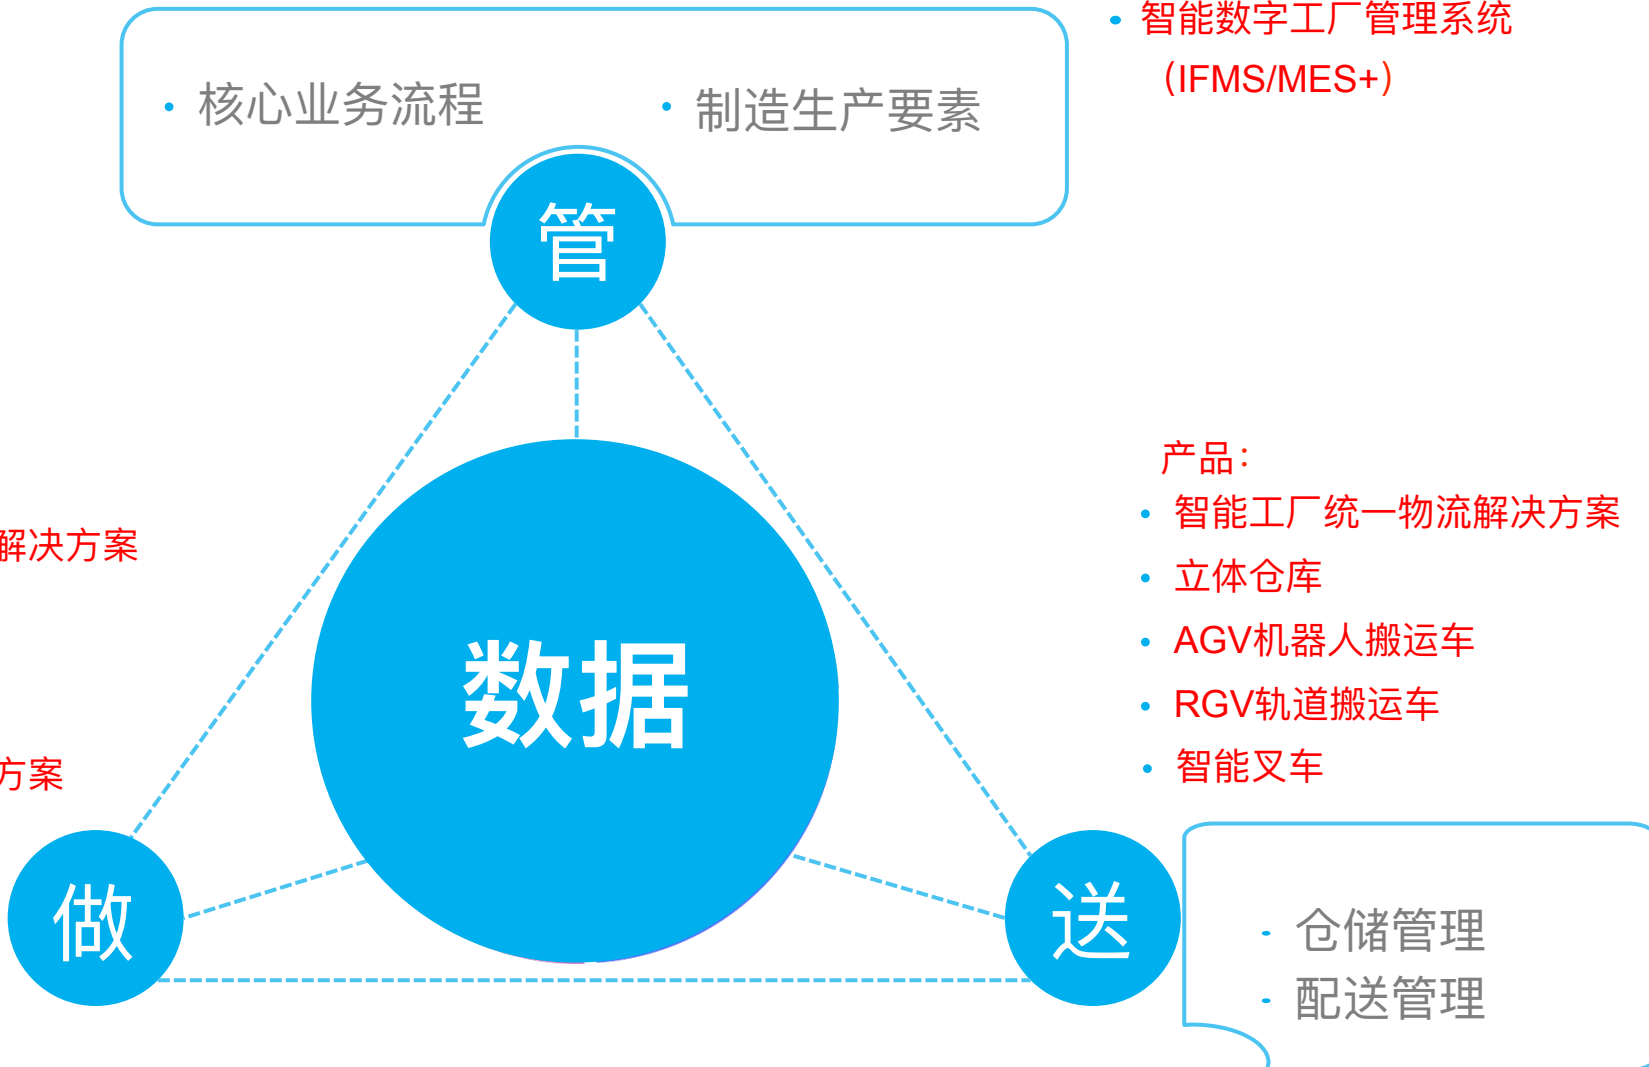 智能数字工厂管理系统
（IFMS/MES+）
核心业务流程
制造生产要素
管
产品：
智能工厂统一物流解决方案
解决方案
立体仓库
AGV机器人搬运车
数据
RGV轨道搬运车
智能叉车
方案
做
送
仓储管理
配送管理